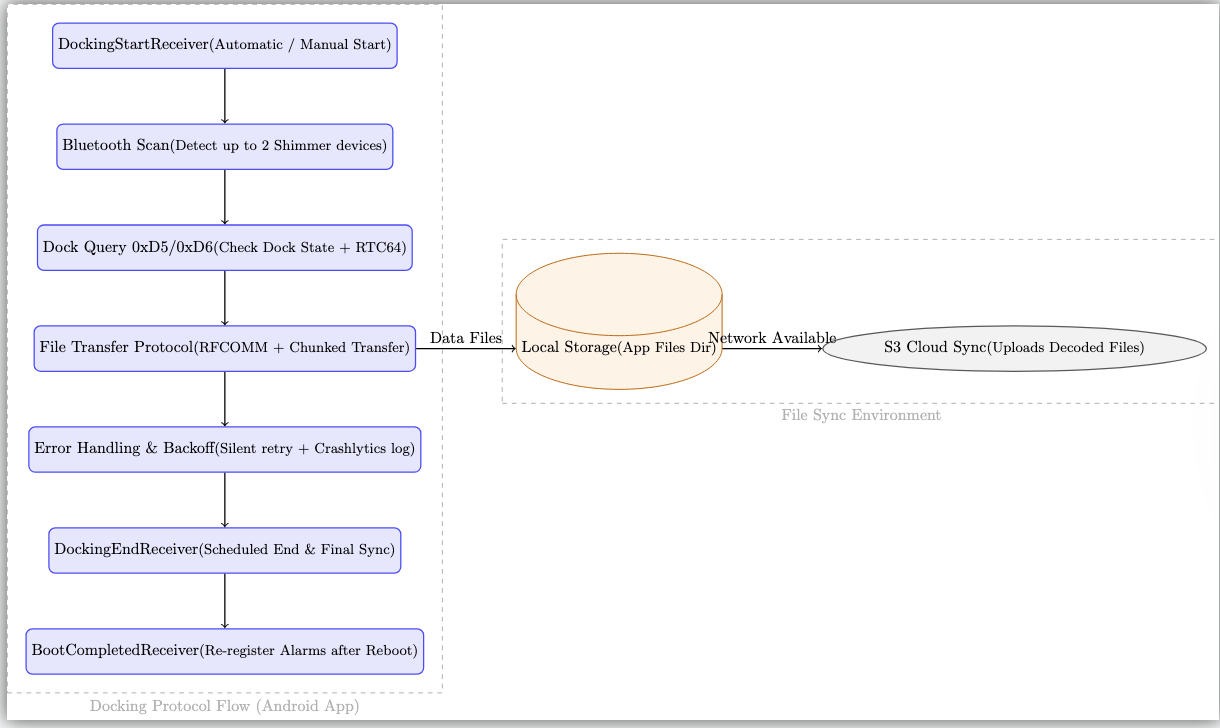 DockingStartReceiver(Automatic / Manual Start)
Bluetooth Scan(Detect up to 2 Shimmer devices)
Dock Query 0xD5/0xD6(Check Dock State + RTC64)
File Transfer Protocol(RFCOMM + Chunked Transfer)
Data Files
Local Storage(App Files Dir)
Network Available
S3 Cloud Sync(Uploads Decoded Files)
File Sync Environment
Error Handling & Backoff(Silent retry + Crashlytics log)
DockingEndReceiver(Scheduled End & Final Sync)
BootCompletedReceiver(Re-register Alarms after Reboot)
Docking Protocol Flow (Android App)